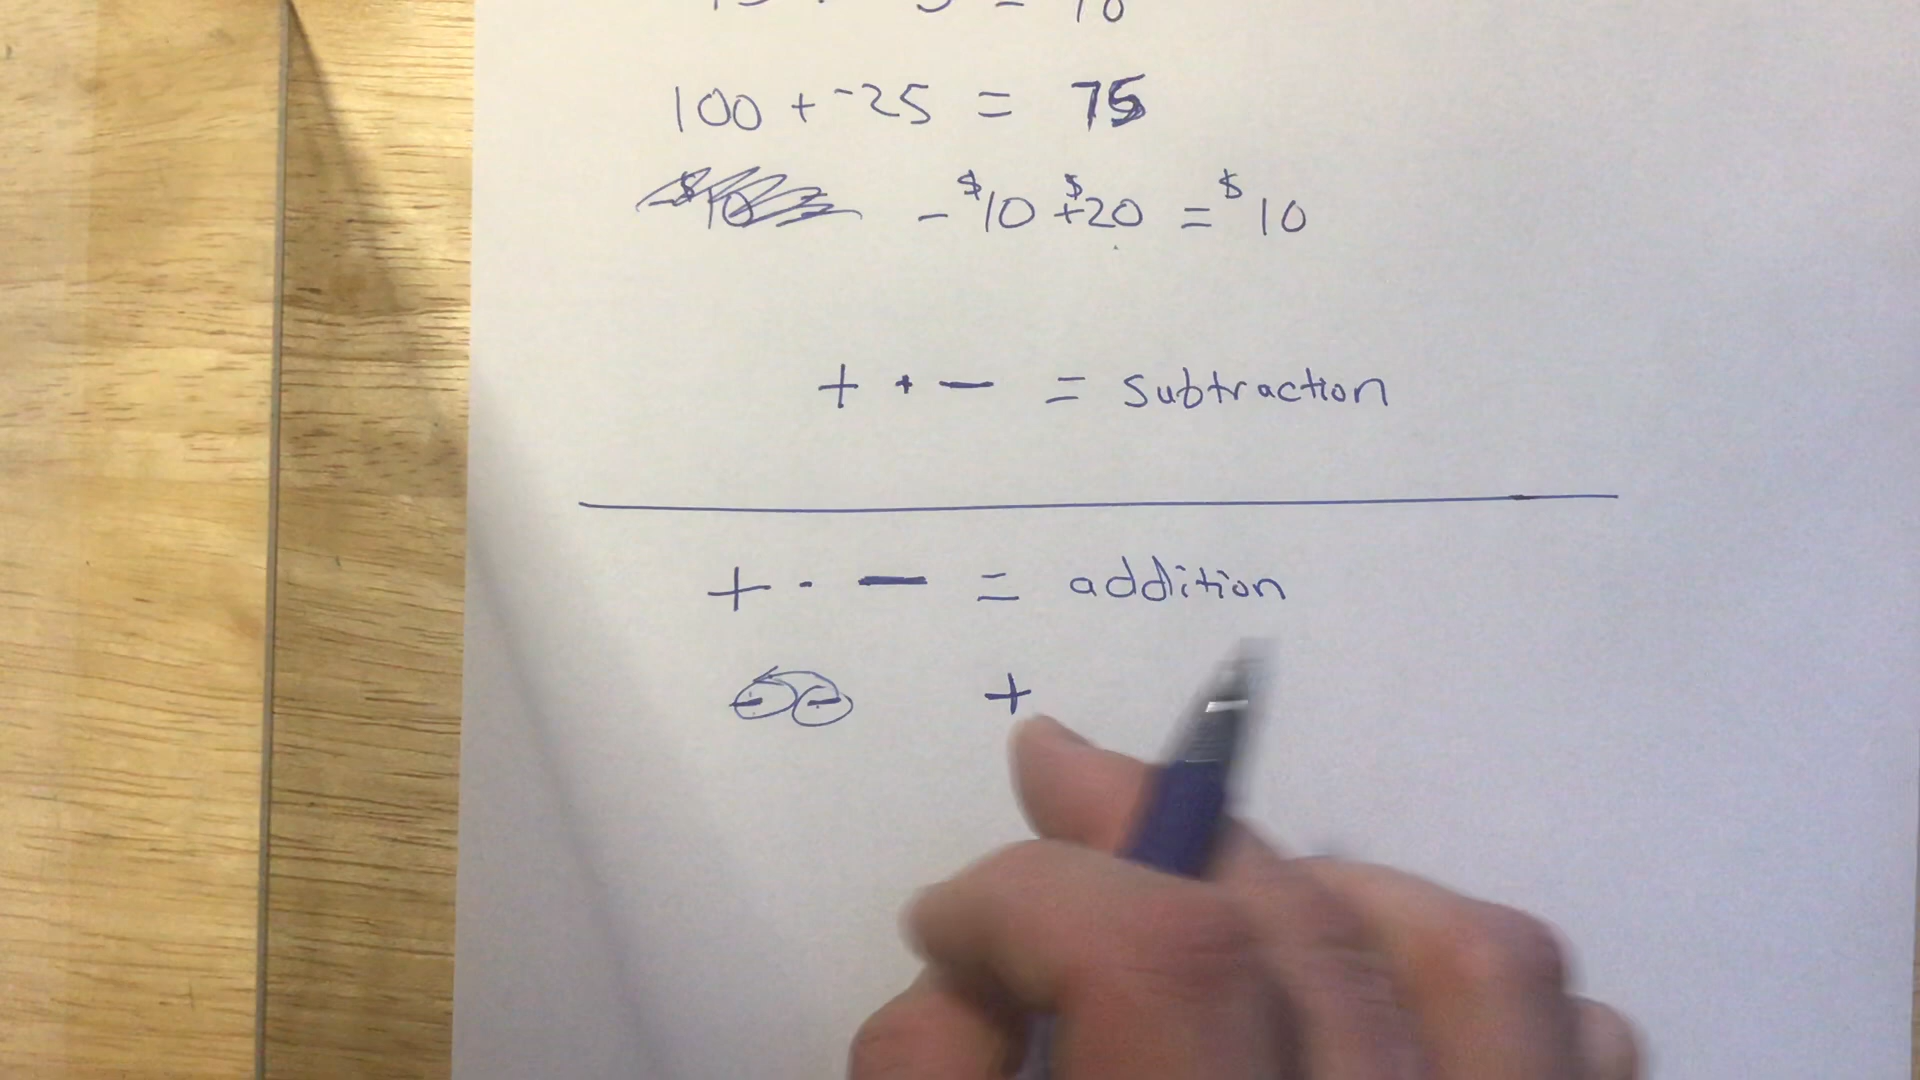 100 + -25 = 75
-$10 +$20 = $10
+ + - = subtraction
+ - - = addition
- - +